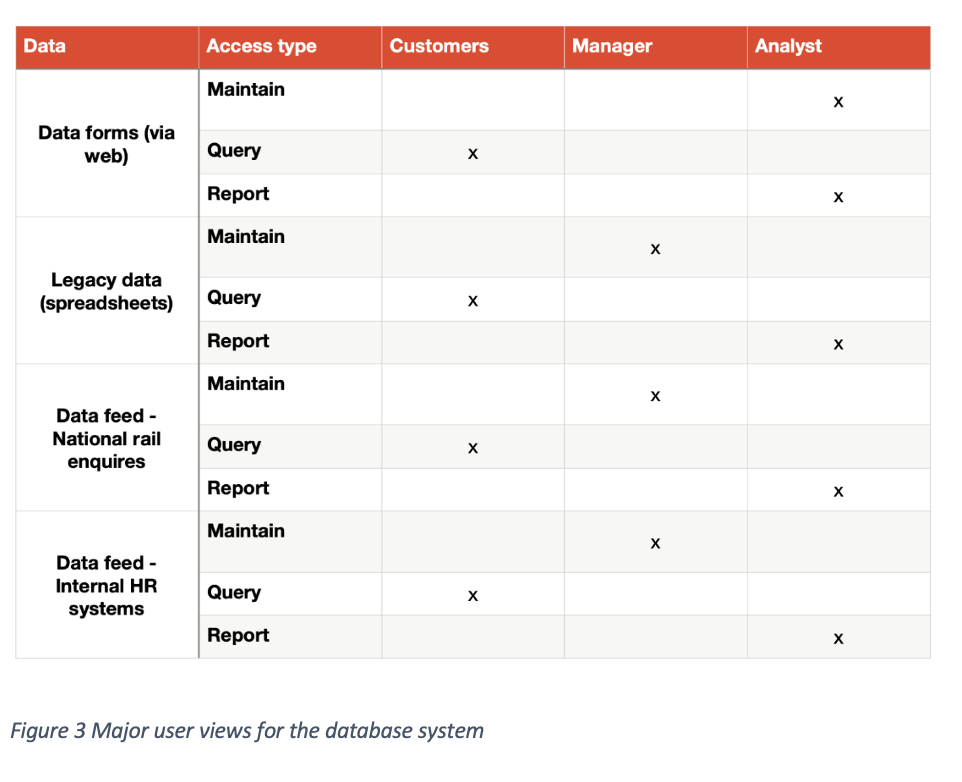 Data Access type Customers Manager Analyst
Data forms (via
web)
Maintain x
Query x
Report x
Legacy data
(spreadsheets)
Maintain x
Query x
Report x
Data feed -
National rail
enquires
Maintain x
Query x
Report x
Data feed -
Internal HR
systems
Maintain x
Query x
Report x
Figure 3 Major user views for the database system